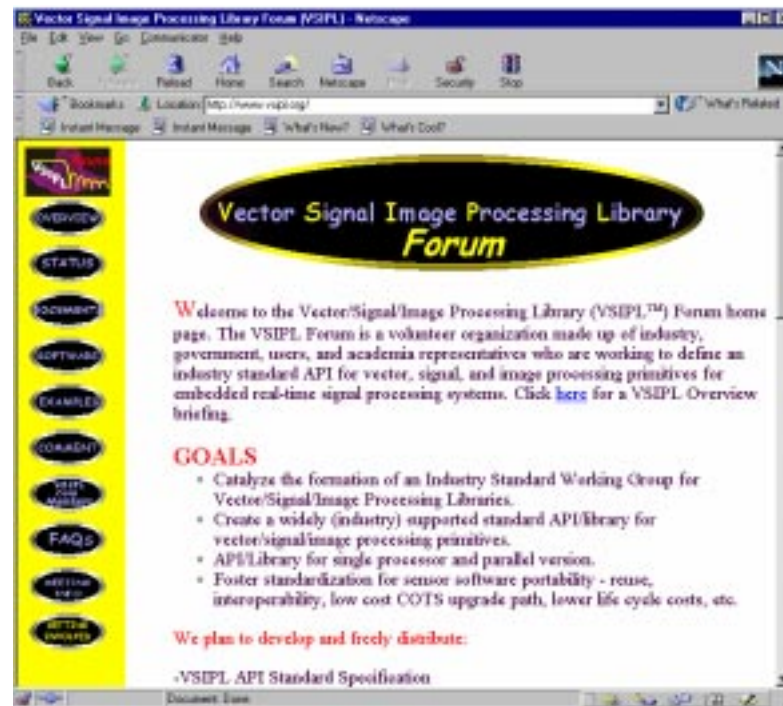 Vector Signal Image Processing Library Forum (VSIPL) - Netscape
File Edit View Go Communicator Help
Back Reload Home Search Netscape Security Stop
Bookmarks Location: http://www.vsipl.org/ What's Related
Instant Message Instant Message What's New? What's Cool?
VSIPL
OVERVIEW
STATUS
DOCUMENTS
SOFTWARE
EXAMPLES
COMMENT
FAQs
MEETING INFO
GETTING INVOLVED
Vector Signal Image Processing Library
Forum
Welcome to the Vector/Signal/Image Processing Library (VSIPL™) Forum home
page. The VSIPL Forum is a volunteer organization made up of industry,
government, users, and academia representatives who are working to define an
industry standard API for vector, signal, and image processing primitives for
embedded real-time signal processing systems. Click here for a VSIPL Overview
briefing.
GOALS
Catalyze the formation of an Industry Standard Working Group for
Vector/Signal/Image Processing Libraries.
Create a widely (industry) supported standard API/library for
vector/signal/image processing primitives.
API/Library for single processor and parallel version.
Foster standardization for sensor software portability - reuse,
interoperability, low cost COTS upgrade path, lower life cycle costs, etc.
We plan to develop and freely distribute:
-VSIPL API Standard Specification
Document: Done